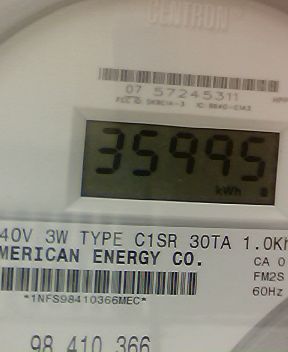 CENTRON
07 57245311
35995
kWh
40V 3W TYPE C1SR 30TA 1.0Kh
MERICAN ENERGY CO.
CA 0
FM2S
60Hz
*1NFS98410366MEC*
98 410 366